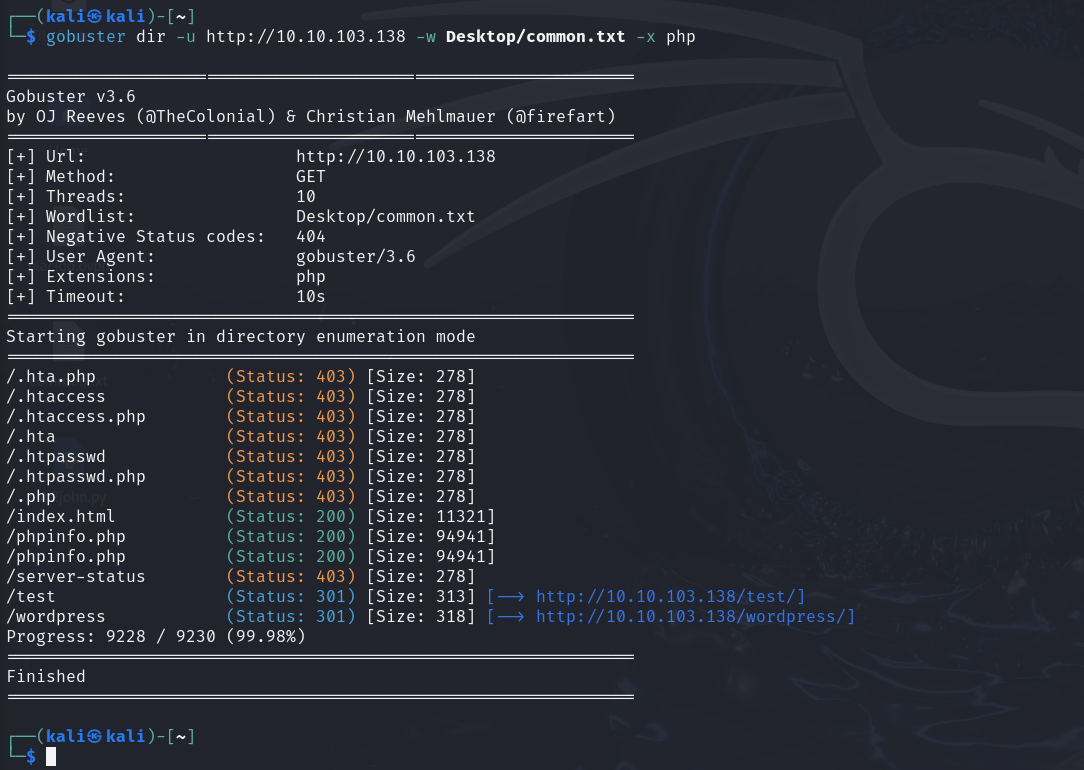 ┌──(kali㉿kali)-[~]
└─$ gobuster dir -u http://10.10.103.138 -w Desktop/common.txt -x php
===============================================================
Gobuster v3.6
by OJ Reeves (@TheColonial) & Christian Mehlmauer (@firefart)
===============================================================
[+] Url:                     http://10.10.103.138
[+] Method:                  GET
[+] Threads:                 10
[+] Wordlist:                Desktop/common.txt
[+] Negative Status codes:   404
[+] User Agent:              gobuster/3.6
[+] Extensions:              php
[+] Timeout:                 10s
===============================================================
Starting gobuster in directory enumeration mode
===============================================================
/.hta.php             (Status: 403) [Size: 278]
/.htaccess            (Status: 403) [Size: 278]
/.htaccess.php        (Status: 403) [Size: 278]
/.hta                 (Status: 403) [Size: 278]
/.htpasswd            (Status: 403) [Size: 278]
/.htpasswd.php        (Status: 403) [Size: 278]
/.php                 (Status: 403) [Size: 278]
/index.html           (Status: 200) [Size: 11321]
/phpinfo.php          (Status: 200) [Size: 94941]
/phpinfo.php          (Status: 200) [Size: 94941]
/server-status        (Status: 403) [Size: 278]
/test                 (Status: 301) [Size: 313] [--> http://10.10.103.138/test/]
/wordpress            (Status: 301) [Size: 318] [--> http://10.10.103.138/wordpress/]
Progress: 9228 / 9230 (99.98%)
===============================================================
Finished
===============================================================
┌──(kali㉿kali)-[~]
└─$